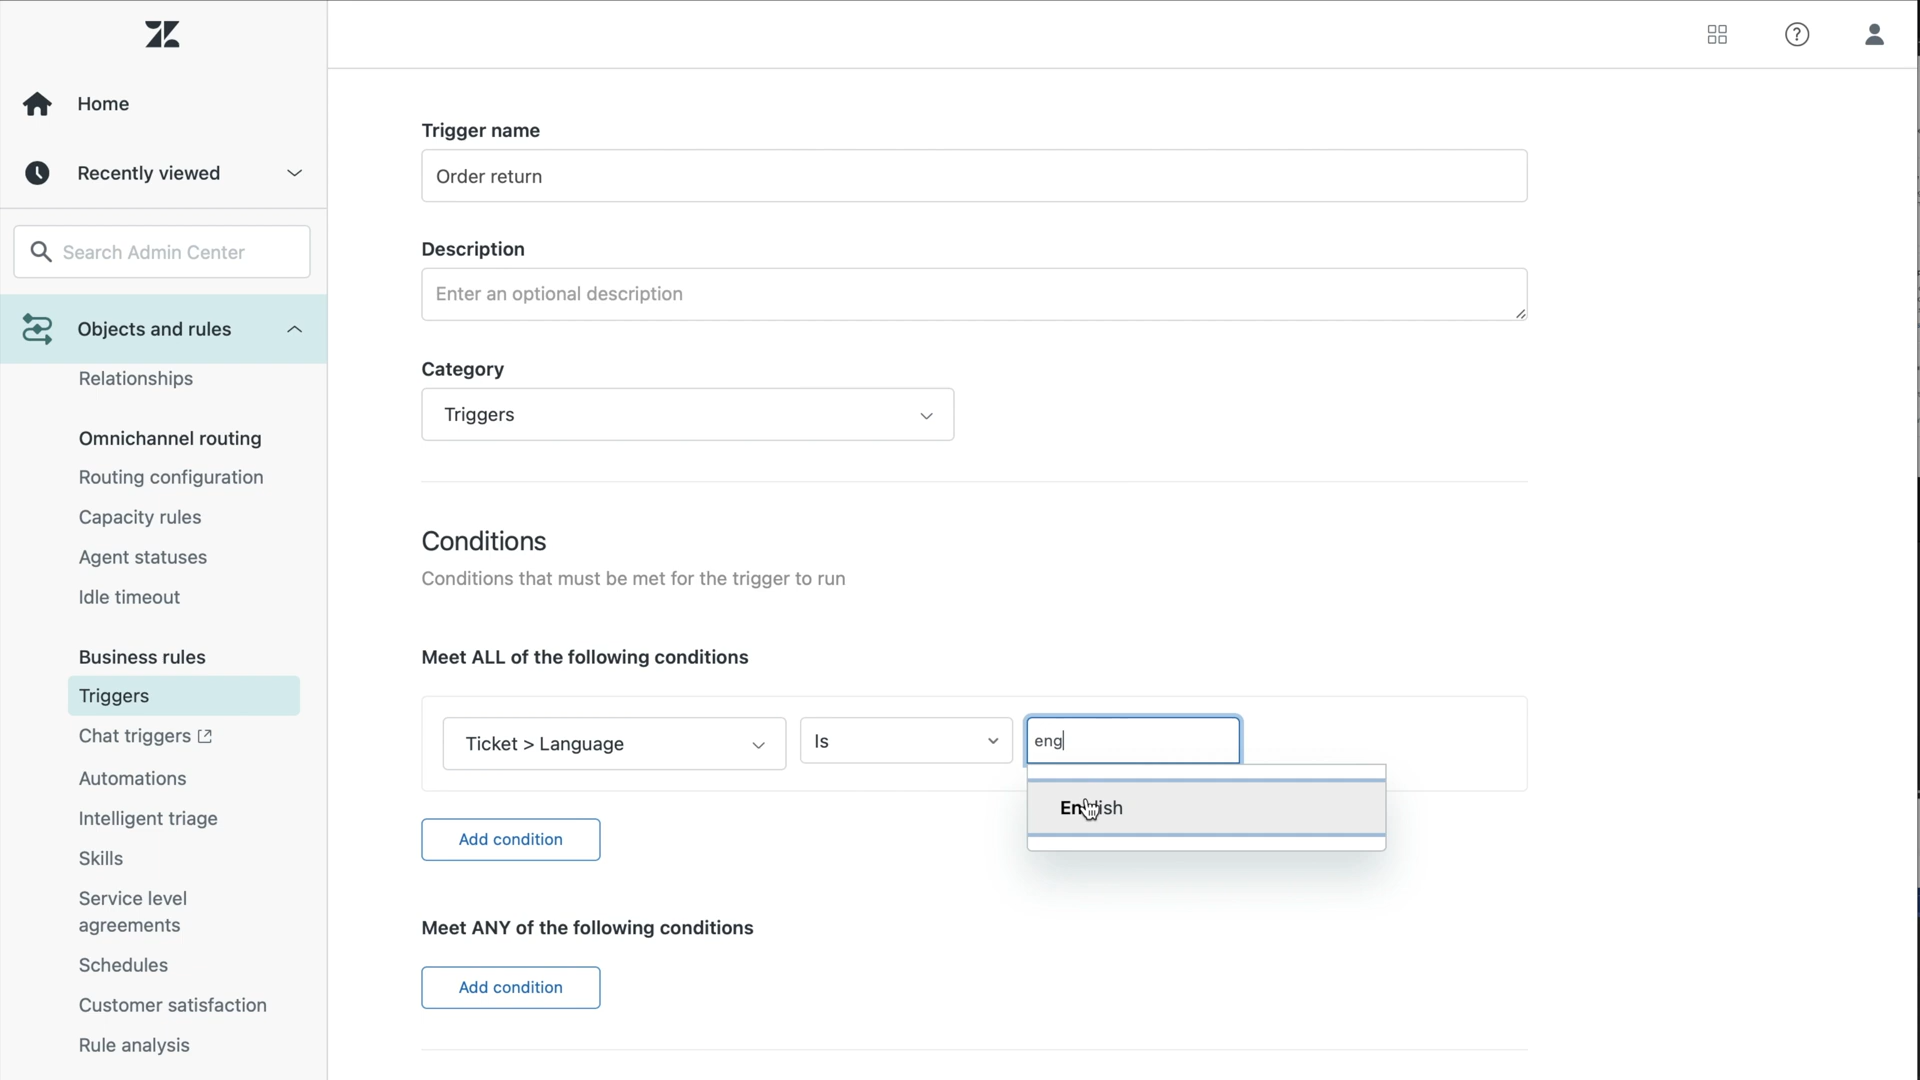 Home
Recently viewed
Search Admin Center
Objects and rules
Relationships
Omnichannel routing
Routing configuration
Capacity rules
Agent statuses
Idle timeout
Business rules
Triggers
Chat triggers
Automations
Intelligent triage
Skills
Service level
agreements
Schedules
Customer satisfaction
Rule analysis
Trigger name
Order return
Description
Enter an optional description
Category
Triggers
Conditions
Conditions that must be met for the trigger to run
Meet ALL of the following conditions
Ticket > Language
Is
eng
English
Add condition
Meet ANY of the following conditions
Add condition